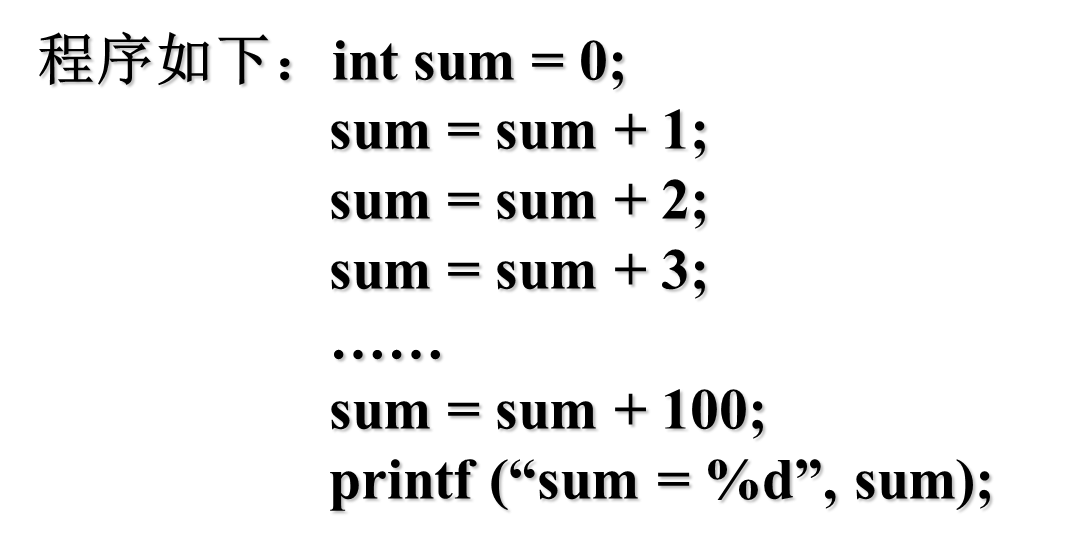 程序如下：int sum = 0;
sum = sum + 1;
sum = sum + 2;
sum = sum + 3;
……
sum = sum + 100;
printf (“sum = %d”, sum);